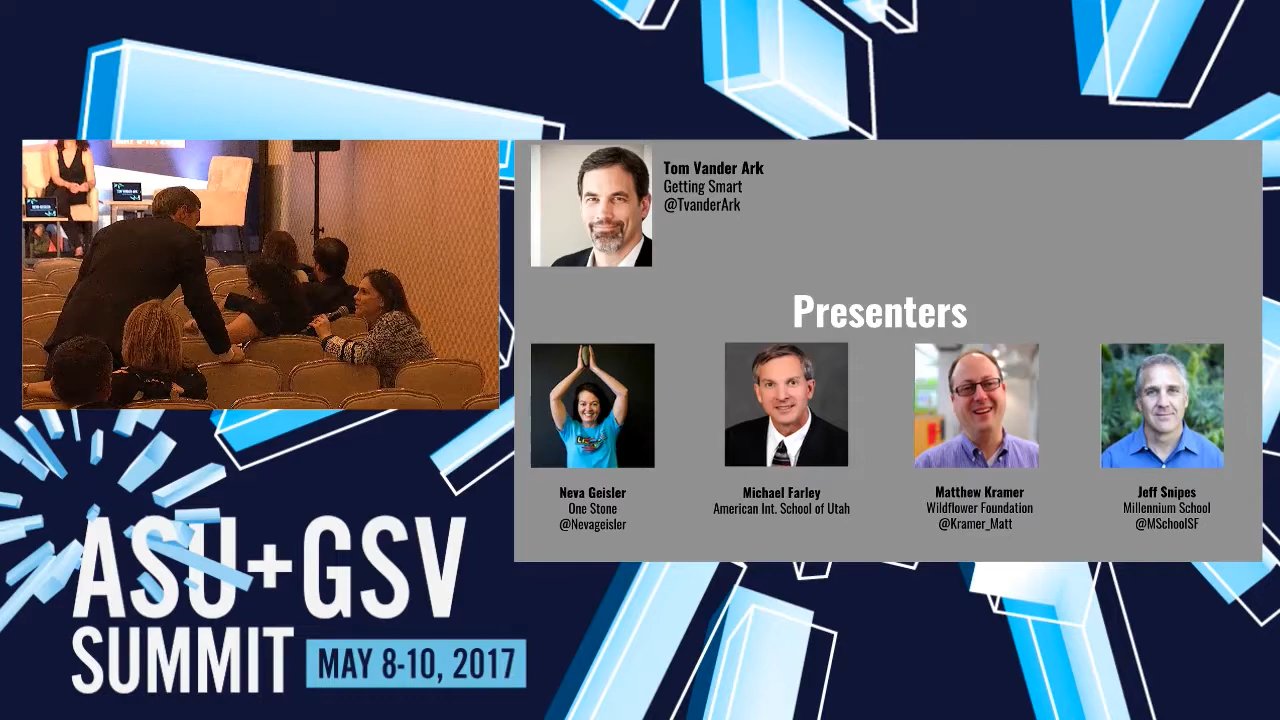 Tom Vander Ark
Getting Smart
@TvanderArk
Presenters
Neva Geisler
One Stone
@Nevageisler
Michael Farley
American Int. School of Utah
Matthew Kramer
Wildflower Foundation
@Kramer_Matt
Jeff Snipes
Millennium School
@MSchoolSF
ASU+GSV
SUMMIT
MAY 8-10, 2017